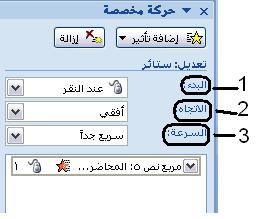 حركة مخصصة
إضافة تأثير إزالة
تعديل: ستائر
البدء: عند النقر 1
الاتجاه: أفقي 2
السرعة: سريع جداً 3
مربع نص ٥: المحاضر... ١